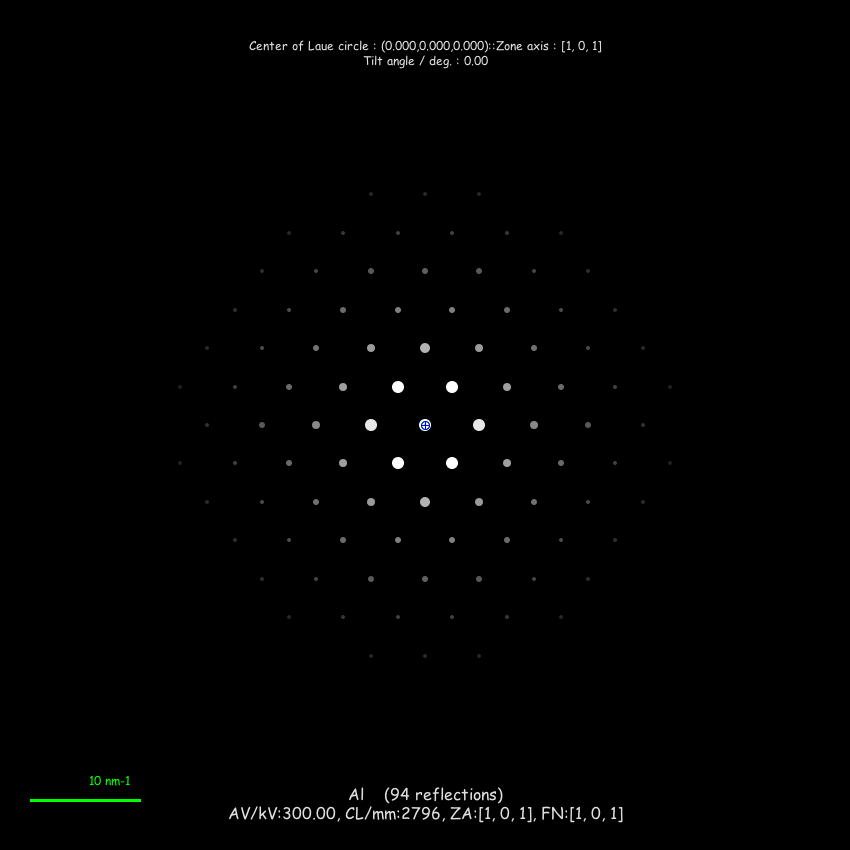 Center of Laue circle : (0.000,0.000,0.000)::Zone axis : [1, 0, 1]
Tilt angle / deg. : 0.00
10 nm-1
Al (94 reflections)
AV/kV:300.00, CL/mm:2796, ZA:[1, 0, 1], FN:[1, 0, 1]